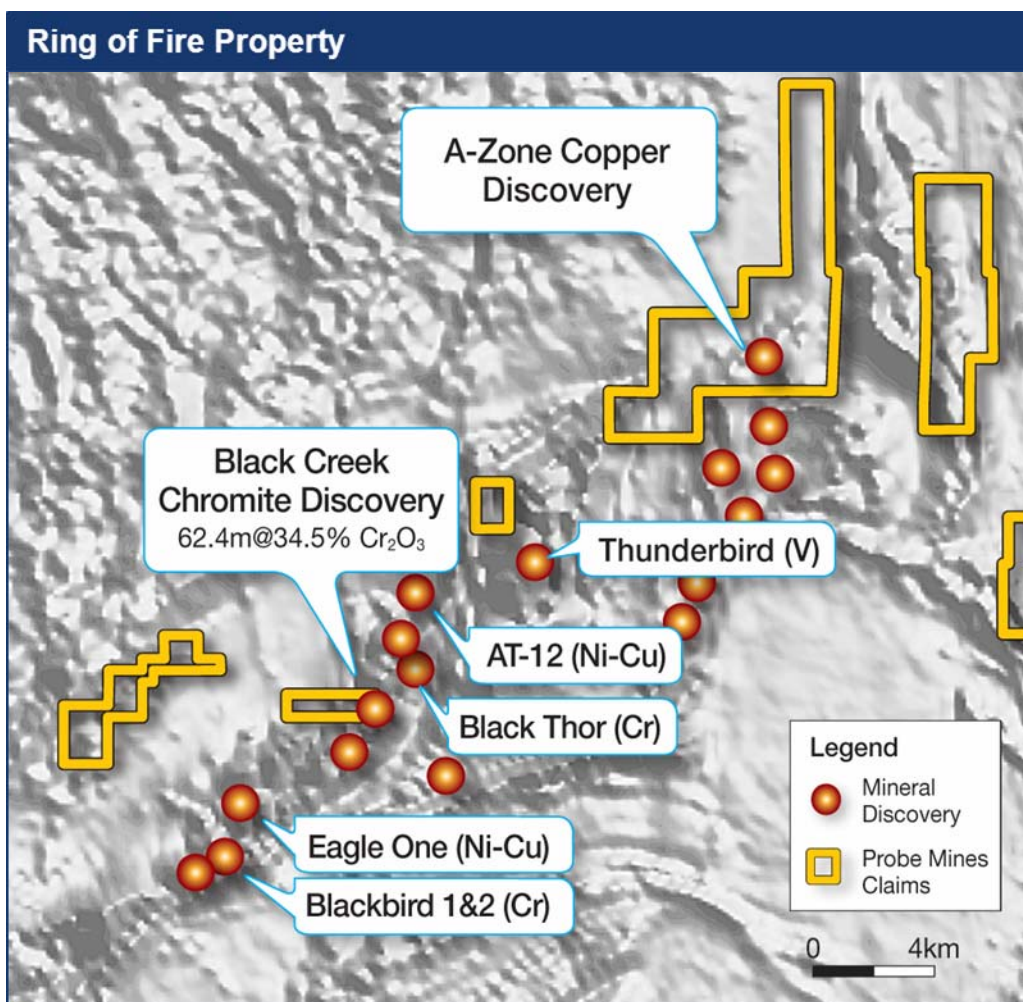 Ring of Fire Property
A-Zone Copper
Discovery
Black Creek
Chromite Discovery
62.4m@34.5% Cr₂O₃
Thunderbird (V)
AT-12 (Ni-Cu)
Black Thor (Cr)
Eagle One (Ni-Cu)
Blackbird 1&2 (Cr)
Legend
Mineral
Discovery
Probe Mines
Claims
0 4km